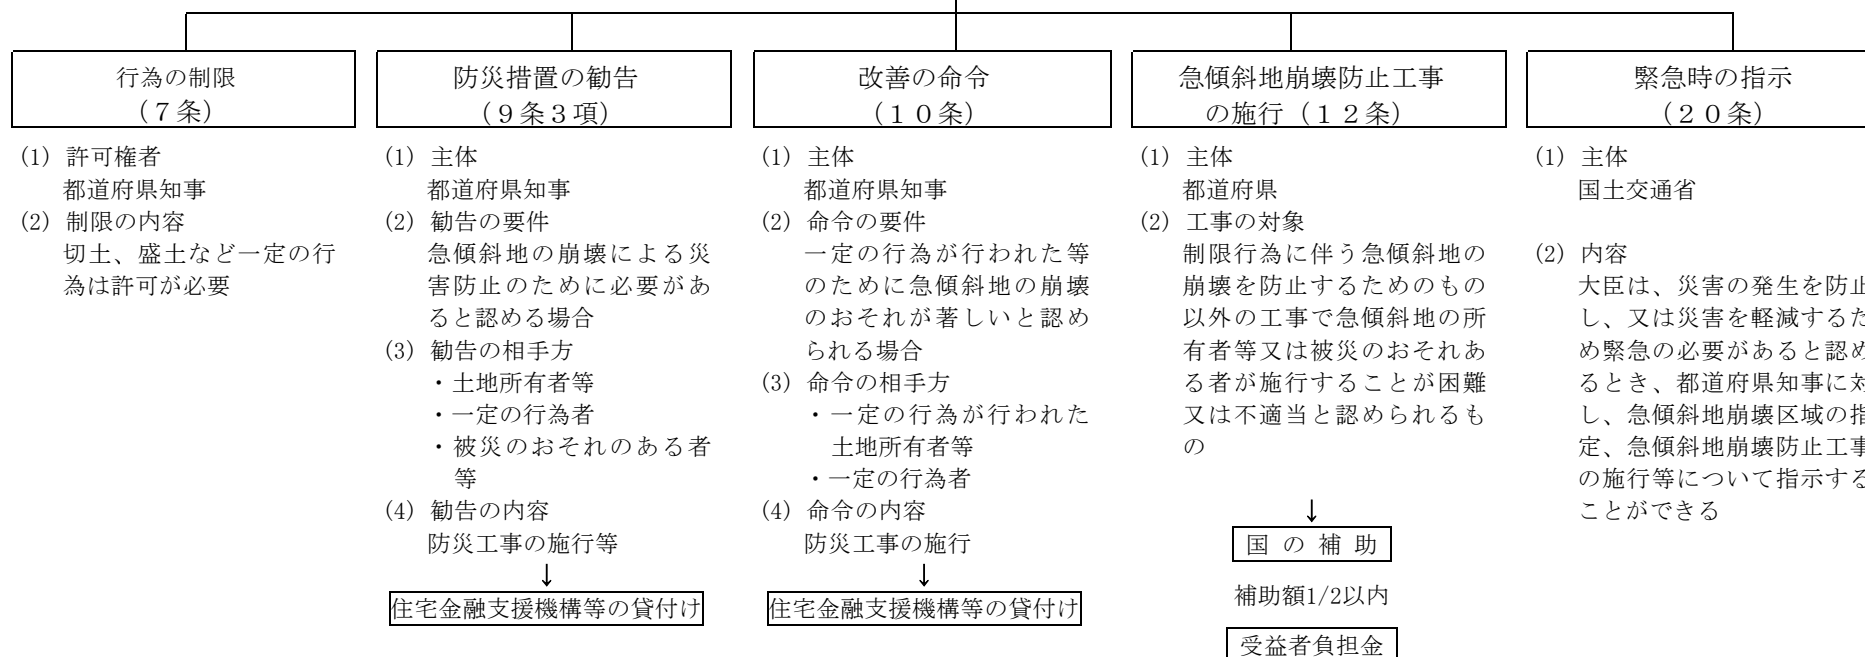 行為の制限
（７条）
(1) 許可権者
都道府県知事
(2) 制限の内容
切土、盛土など一定の行
為は許可が必要
防災措置の勧告
（９条３項）
(1) 主体
都道府県知事
(2) 勧告の要件
急傾斜地の崩壊による災
害防止のために必要があ
ると認める場合
(3) 勧告の相手方
・土地所有者等
・一定の行為者
・被災のおそれのある者
等
(4) 勧告の内容
防災工事の施行等
↓
住宅金融支援機構等の貸付け
改善の命令
（１０条）
(1) 主体
都道府県知事
(2) 命令の要件
一定の行為が行われた等
のために急傾斜地の崩壊
のおそれが著しいと認め
られる場合
(3) 命令の相手方
・一定の行為が行われた
土地所有者等
・一定の行為者
(4) 命令の内容
防災工事の施行
↓
住宅金融支援機構等の貸付け
急傾斜地崩壊防止工事
の施行（１２条）
(1) 主体
都道府県
(2) 工事の対象
制限行為に伴う急傾斜地の
崩壊を防止するためのもの
以外の工事で急傾斜地の所
有者等又は被災のおそれあ
る者が施行することが困難
又は不適当と認められるも
の
↓
国 の 補 助
補助額1/2以内
受益者負担金
緊急時の指示
（２０条）
(1) 主体
国土交通省
(2) 内容
大臣は、災害の発生を防止
し、又は災害を軽減するた
め緊急の必要があると認め
るとき、都道府県知事に対
し、急傾斜地崩壊区域の指
定、急傾斜地崩壊防止工事
の施行等について指示する
ことができる